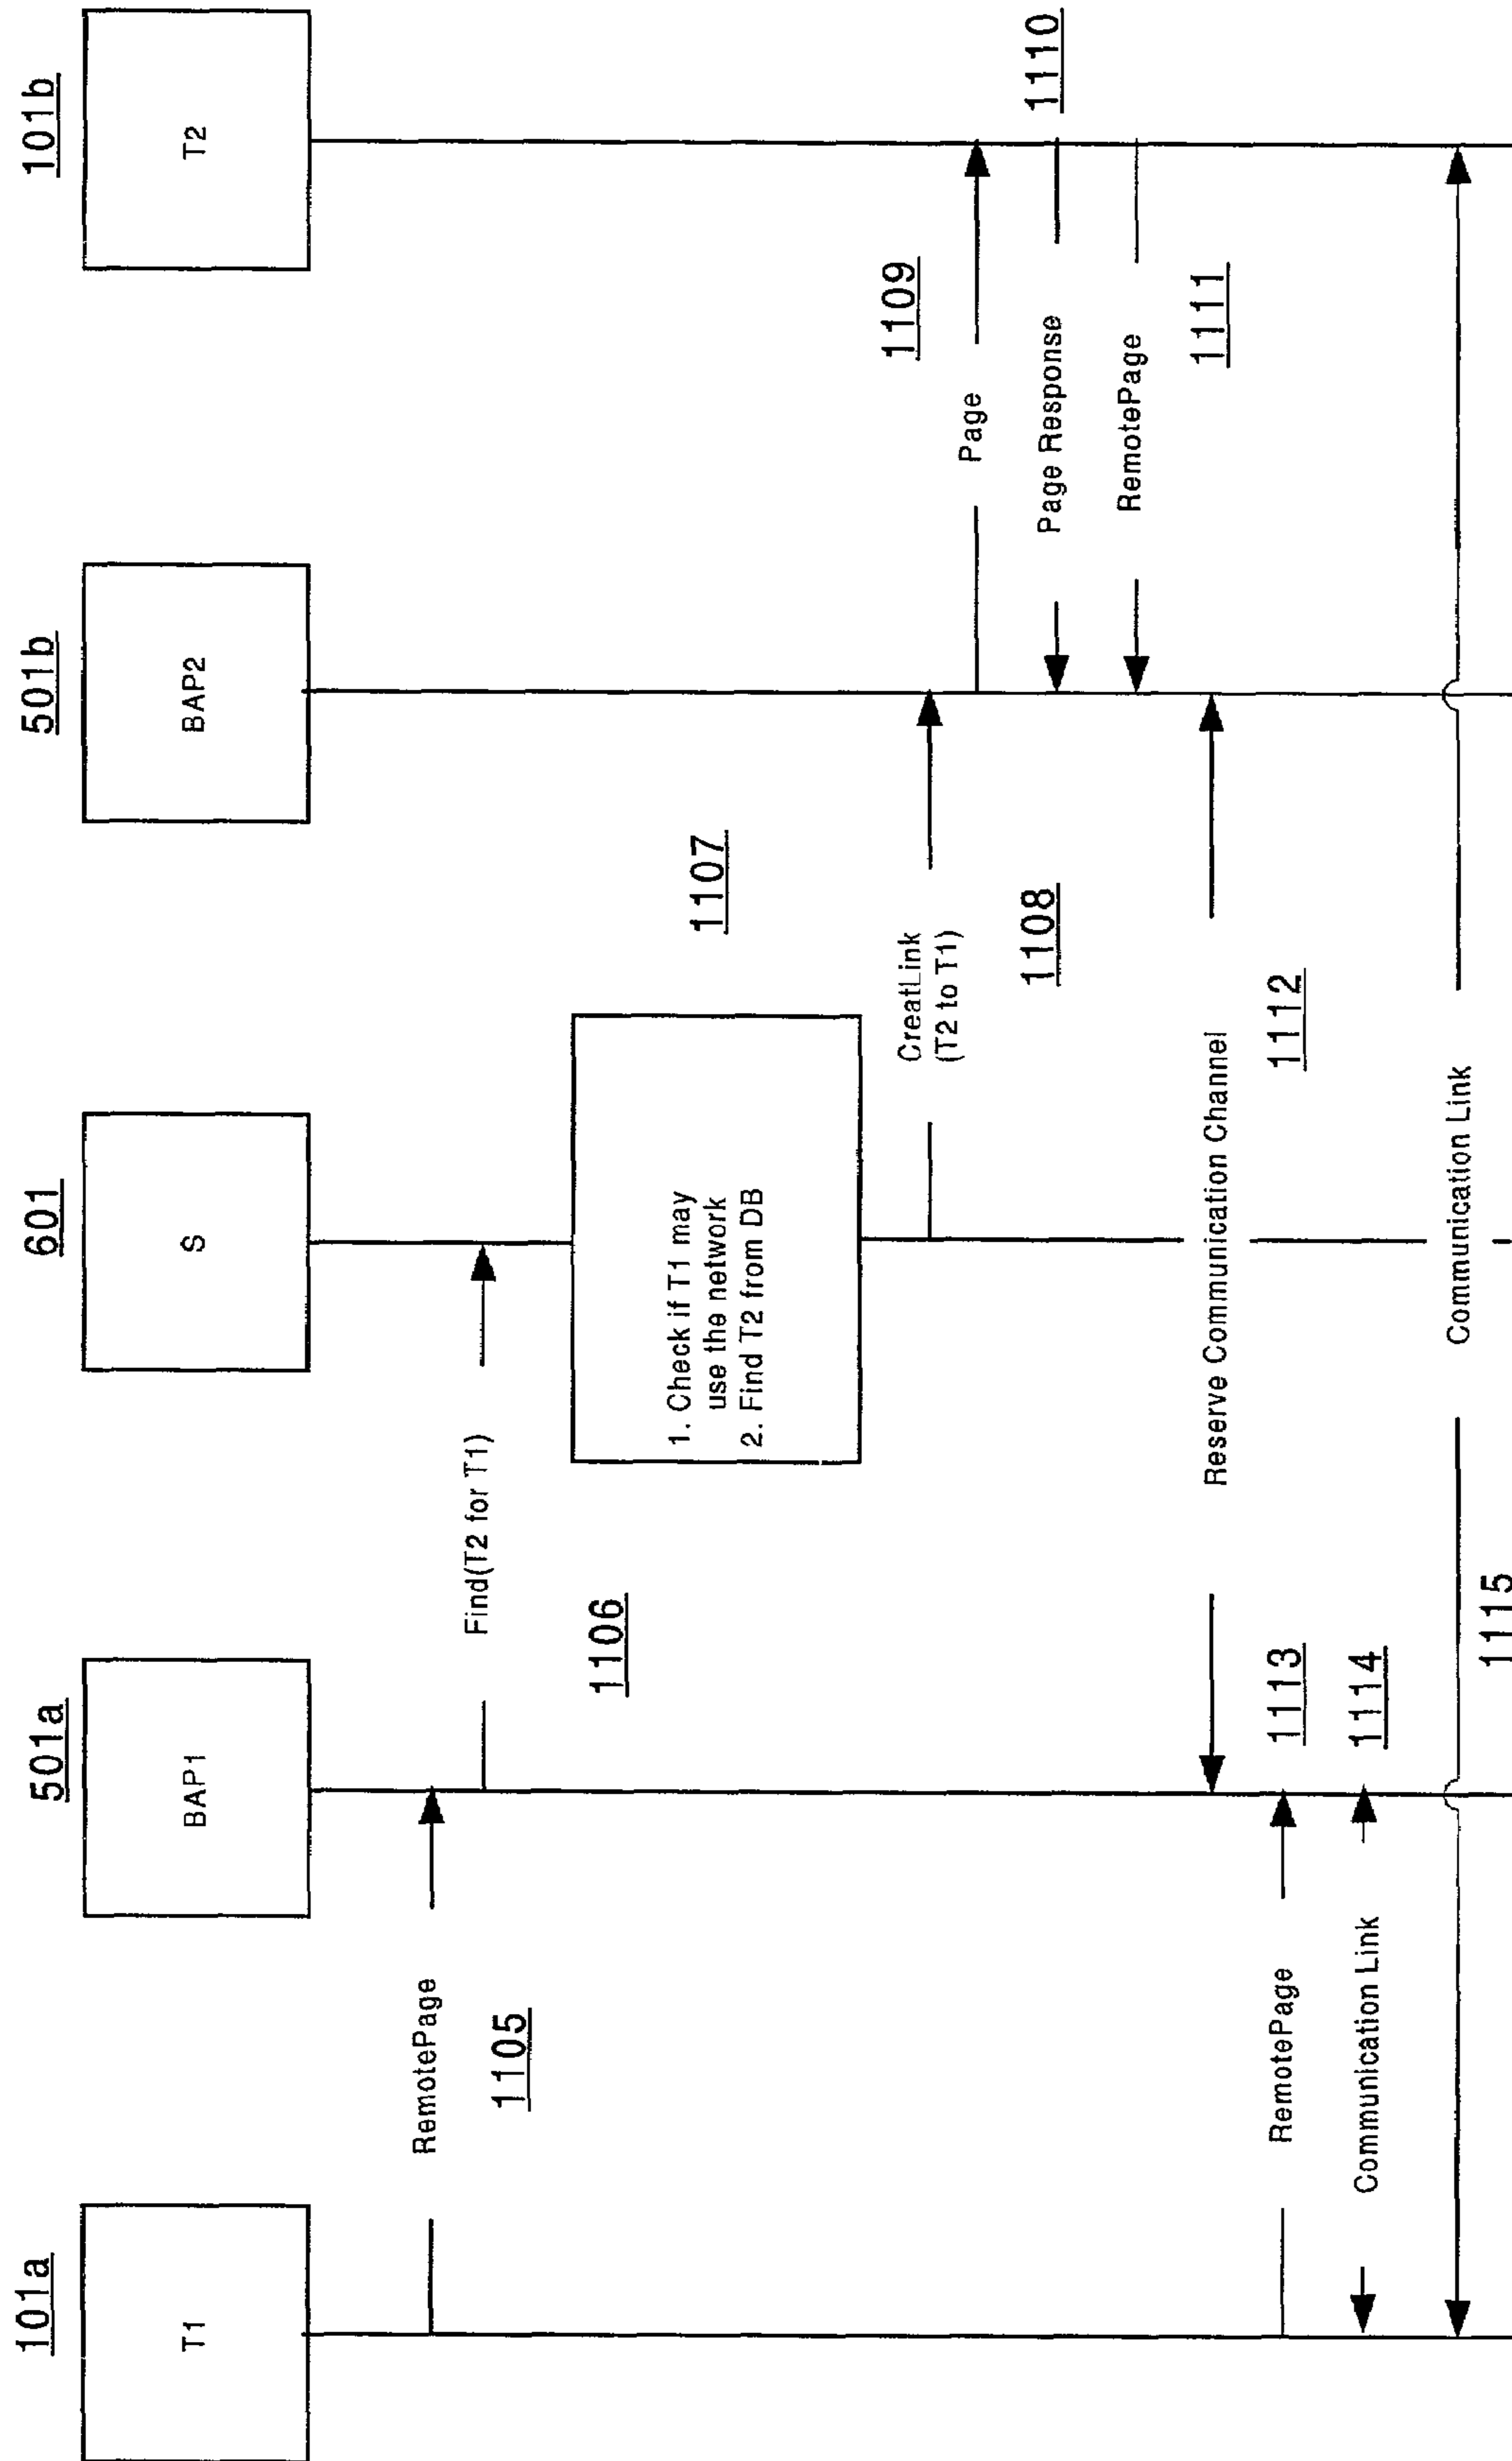 101a
501a
601
501b
101b
T1
BAP1
S
BAP2
T2
RemotePage
1105
Find(T2 for T1)
1106
1. Check if T1 may
use the network
2. Find T2 from DB
1107
CreatLink
(T2 to T1)
1108
1109
Page
1110
Page Response
RemotePage
1111
Reserve Communication Channel
1112
RemotePage
1113
Communication Link
1114
Communication Link
1115